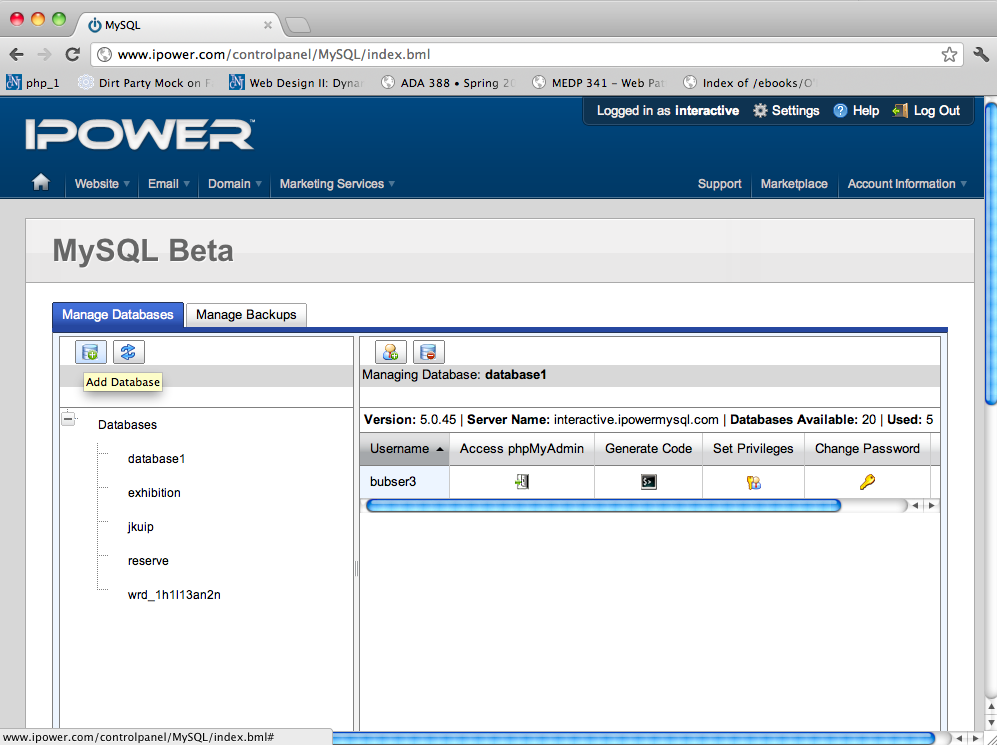 MySQL
www.ipower.com/controlpanel/MySQL/index.bml
php_1 Dirt Party Mock on F Web Design II: Dyna ADA 388 • Spring 20 MEDP 341 – Web Pa Index of /ebooks/O
Logged in as interactive Settings Help Log Out
IPOWER™
Website Email Domain Marketing Services Support Marketplace Account Information
MySQL Beta
Manage Databases Manage Backups
Managing Database: database1
Add Database
Version: 5.0.45 | Server Name: interactive.ipowermysql.com | Databases Available: 20 | Used: 5
Databases
Username Access phpMyAdmin Generate Code Set Privileges Change Password
database1
bubser3
exhibition
jkuip
reserve
wrd_1h1l13an2n
www.ipower.com/controlpanel/MySQL/index.bml#